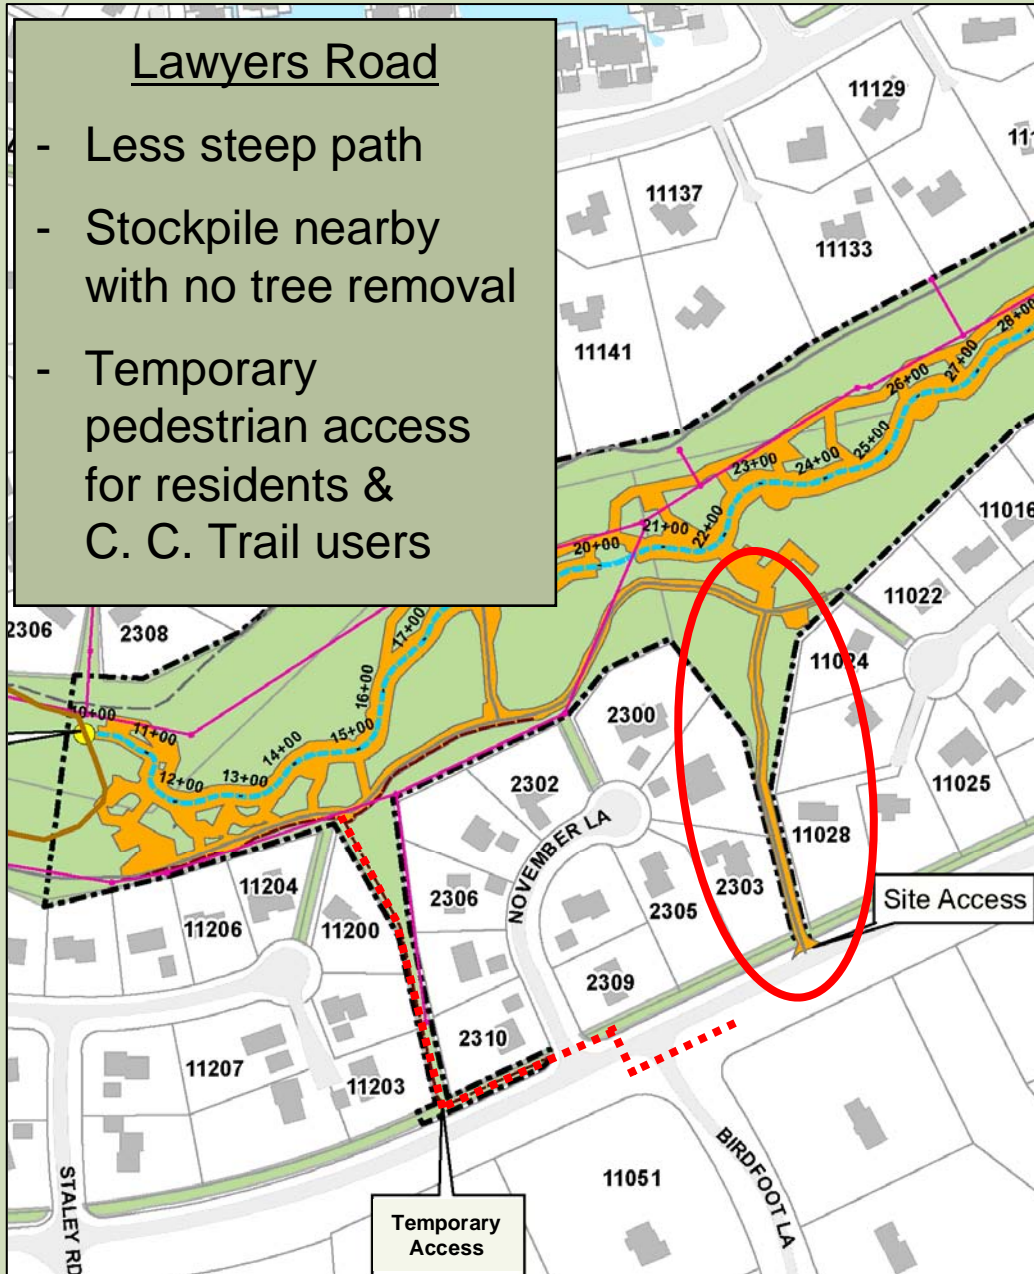 Lawyers Road
- Less steep path
- Stockpile nearby
with no tree removal
- Temporary
pedestrian access
for residents &
C. C. Trail users
11129
11137
11133
11141
28+00
27+00
26+00
25+00
24+00
23+00
22+00
21+00
20+00
11016
11022
11024
2306
2308
17+00
16+00
15+00
14+00
13+00
12+00
11+00
10+00
2300
2302
11025
11028
NOVEMBER LA
2303
2305
2306
11204
11206
11200
Site Access
2309
2310
11207
11203
BIRDFOOT LA
11051
STALEY RD
Temporary
Access